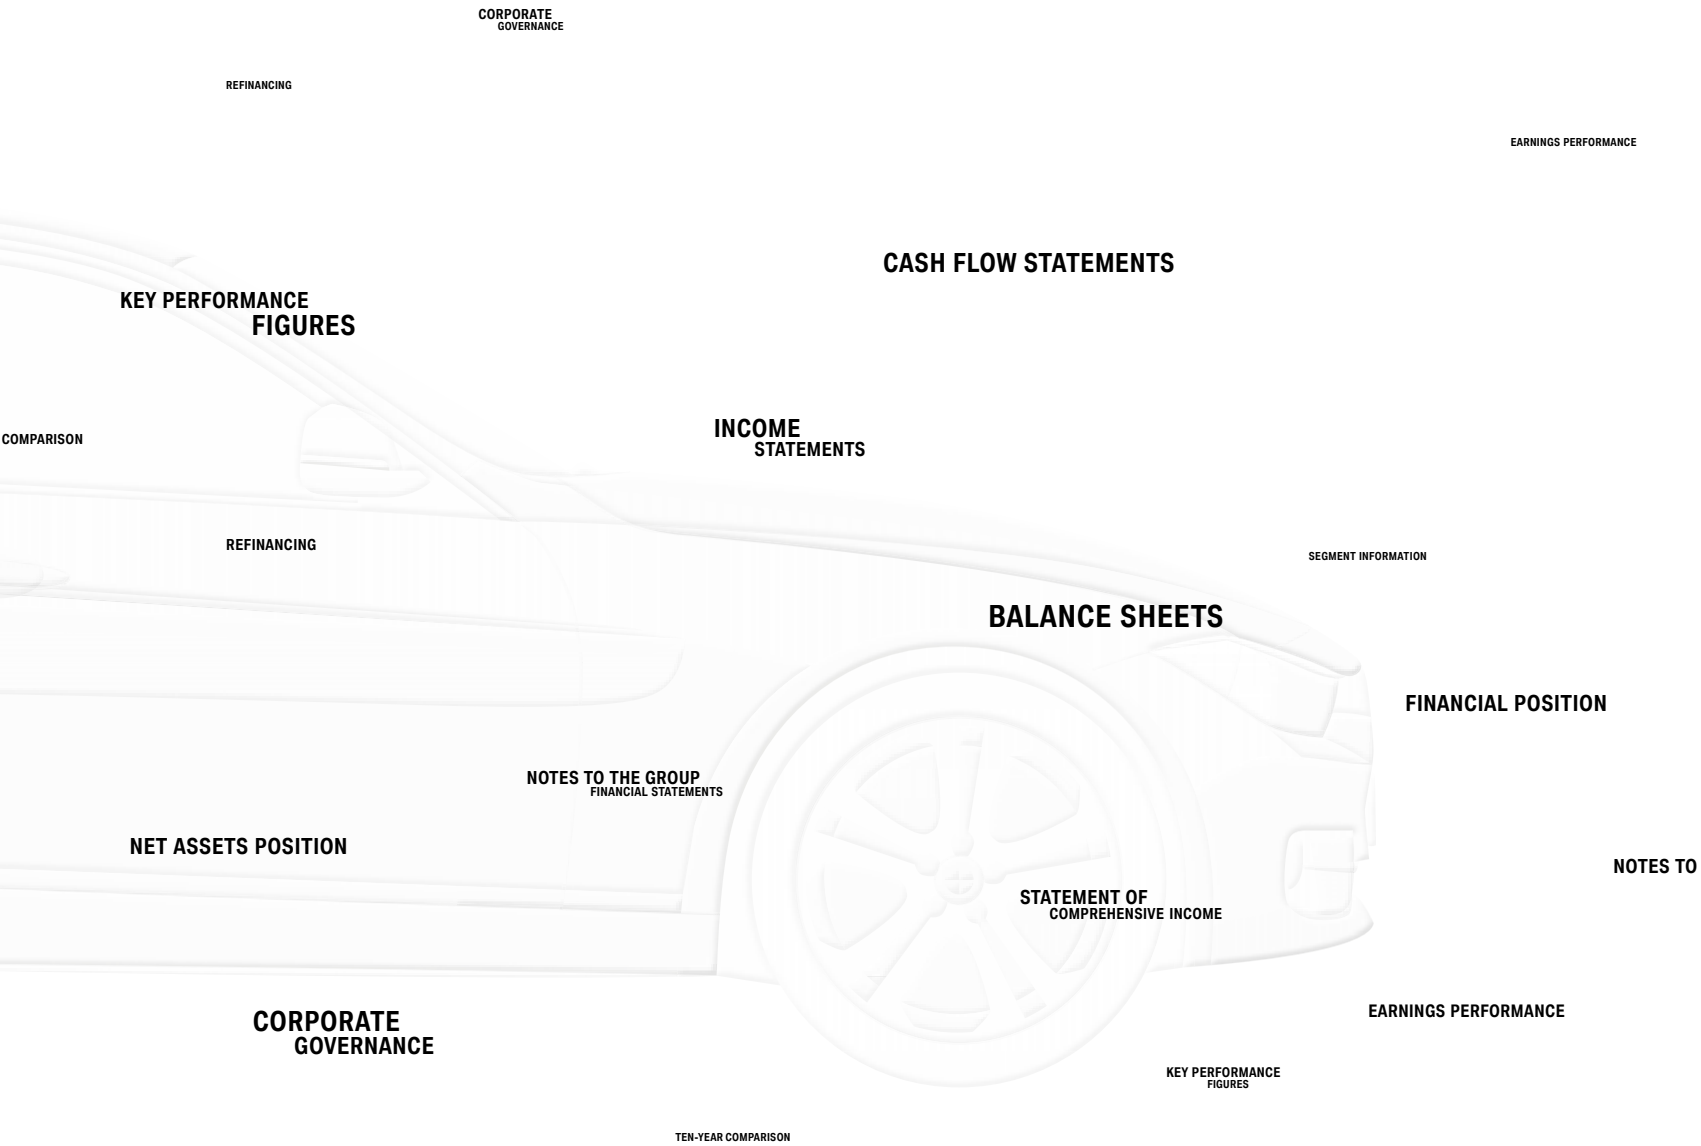 CORPORATE
GOVERNANCE
REFINANCING
EARNINGS PERFORMANCE
CASH FLOW STATEMENTS
KEY PERFORMANCE
FIGURES
INCOME
STATEMENTS
COMPARISON
REFINANCING
SEGMENT INFORMATION
BALANCE SHEETS
FINANCIAL POSITION
NOTES TO THE GROUP
FINANCIAL STATEMENTS
NET ASSETS POSITION
NOTES TO
STATEMENT OF
COMPREHENSIVE INCOME
CORPORATE
GOVERNANCE
EARNINGS PERFORMANCE
KEY PERFORMANCE
FIGURES
TEN-YEAR COMPARISON